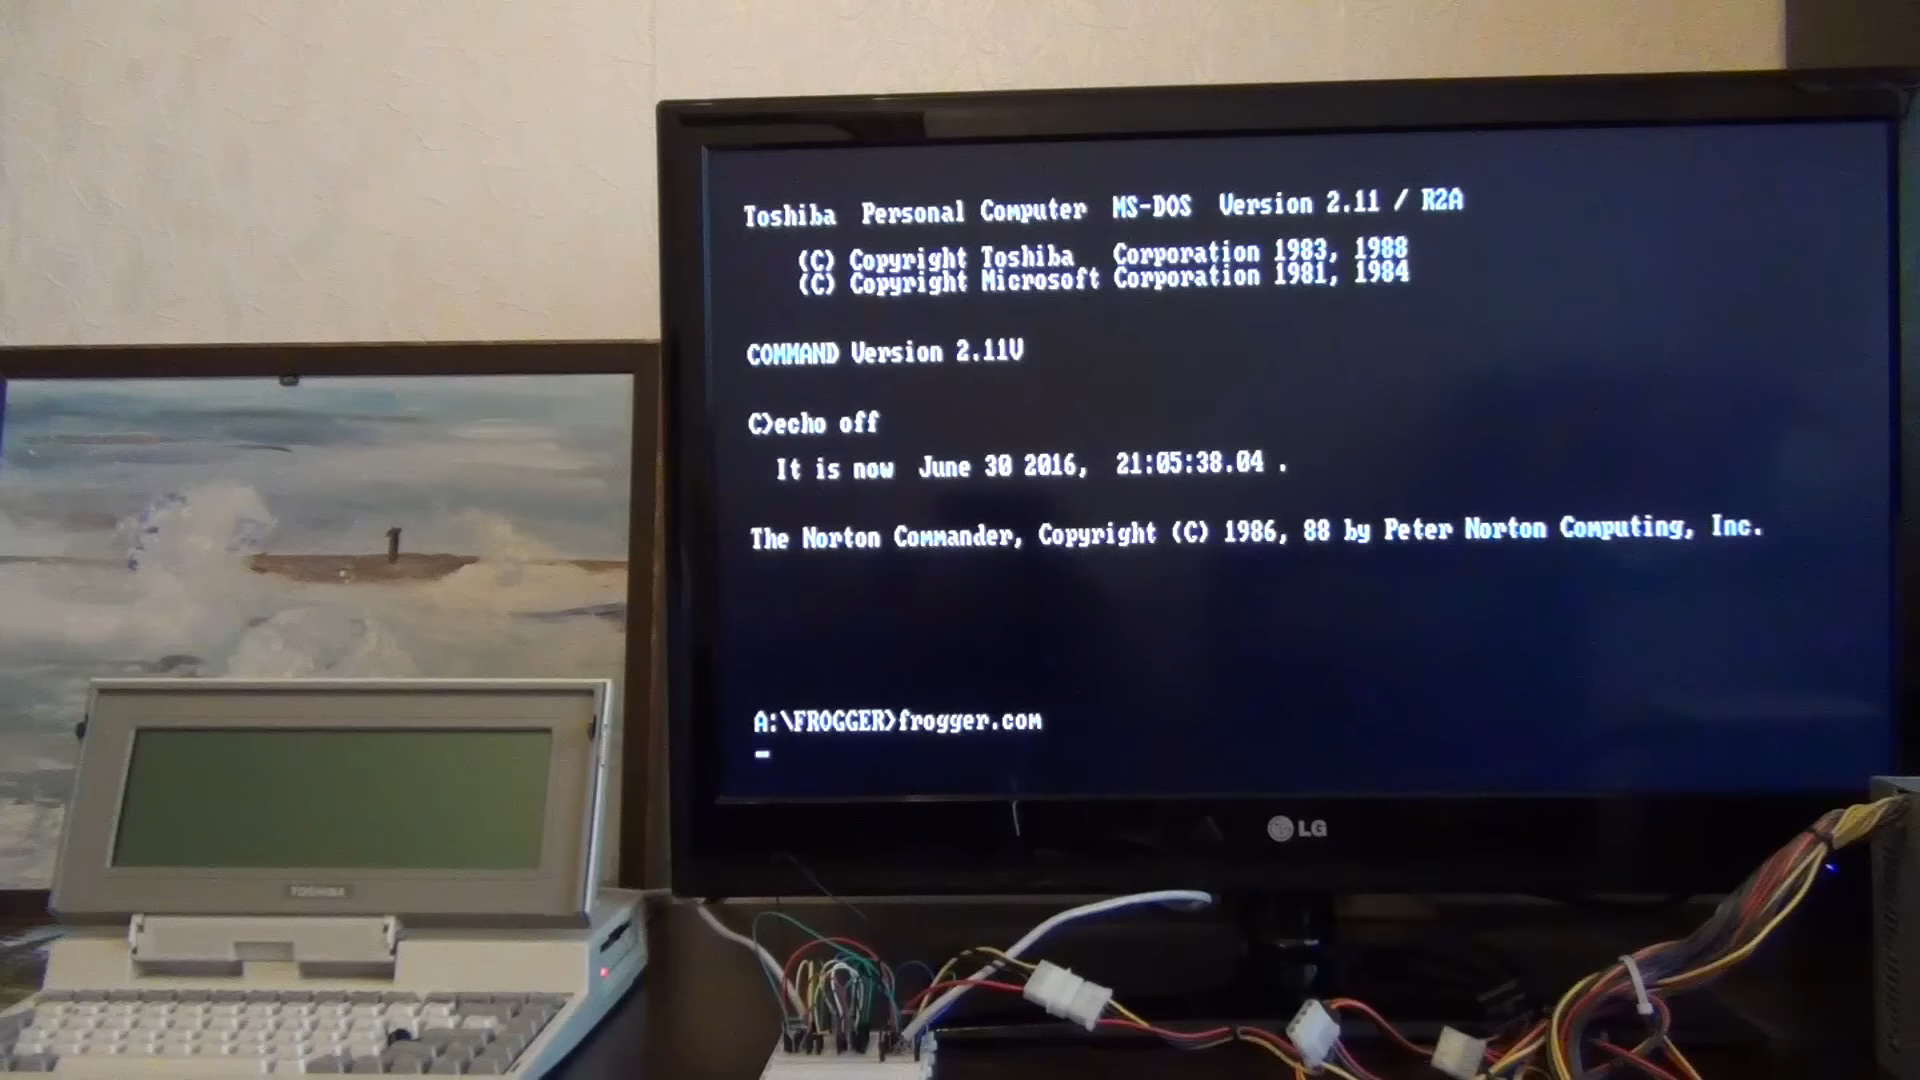 Toshiba Personal Computer MS-DOS Version 2.11 / R2A
(C) Copyright Toshiba Corporation 1983, 1988
(C) Copyright Microsoft Corporation 1981, 1984
COMMAND Version 2.11V
C>echo off
It is now June 30 2016, 21:05:38.04 .
The Norton Commander, Copyright (C) 1986, 88 by Peter Norton Computing, Inc.
A:\FROGGER>frogger.com
LG
TOSHIBA